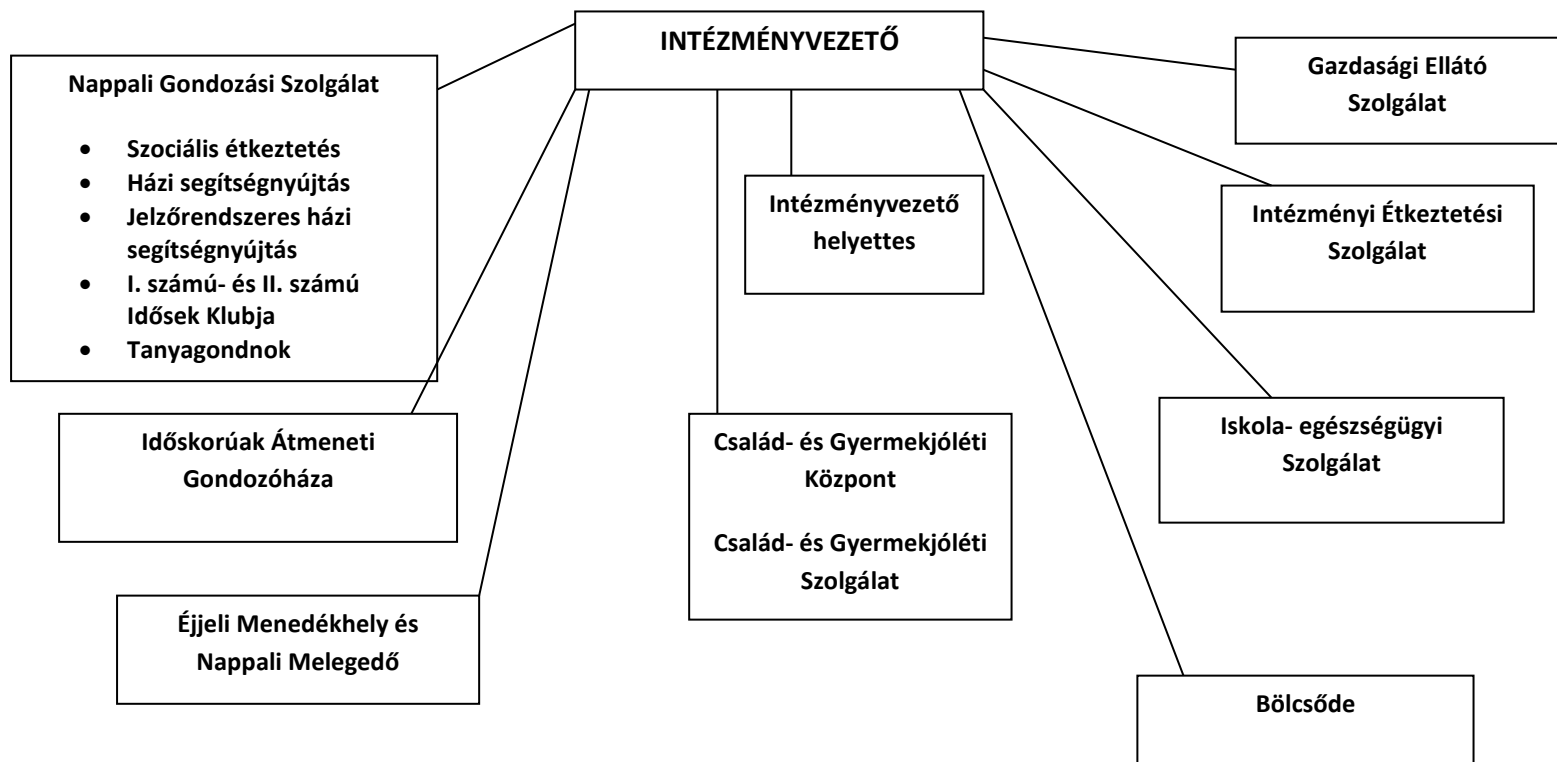 INTÉZMÉNYVEZETŐ
Nappali Gondozási Szolgálat
• Szociális étkeztetés
• Házi segítségnyújtás
• Jelzőrendszeres házi
segítségnyújtás
• I. számú- és II. számú
Idősek Klubja
• Tanyagondnok
Gazdasági Ellátó
Szolgálat
Intézményvezető
helyettes
Intézményi Étkeztetési
Szolgálat
Időskorúak Átmeneti
Gondozóháza
Család- és Gyermekjóléti
Központ
Család- és Gyermekjóléti
Szolgálat
Iskola- egészségügyi
Szolgálat
Éjjeli Menedékhely és
Nappali Melegedő
Bölcsőde